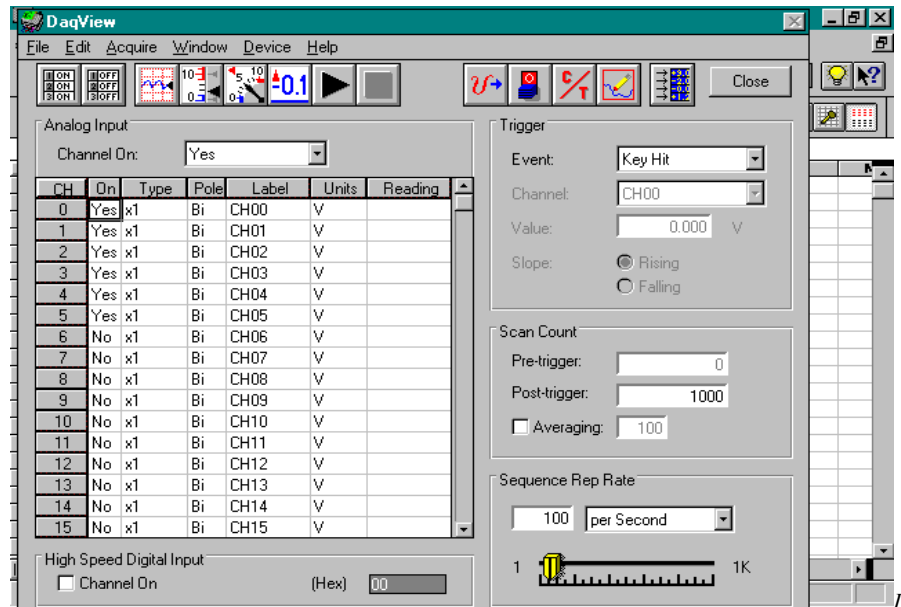 DaqView
File Edit Acquire Window Device Help
1 ON
2 ON
3 ON
1 OFF
2 OFF
3 OFF
10
0
5 10
0
-0.1
C/T
Close
Analog Input
Channel On: Yes
CH On Type Pole Label Units Reading
0 Yes x1 Bi CH00 V
1 Yes x1 Bi CH01 V
2 Yes x1 Bi CH02 V
3 Yes x1 Bi CH03 V
4 Yes x1 Bi CH04 V
5 Yes x1 Bi CH05 V
6 No x1 Bi CH06 V
7 No x1 Bi CH07 V
8 No x1 Bi CH08 V
9 No x1 Bi CH09 V
10 No x1 Bi CH10 V
11 No x1 Bi CH11 V
12 No x1 Bi CH12 V
13 No x1 Bi CH13 V
14 No x1 Bi CH14 V
15 No x1 Bi CH15 V
High Speed Digital Input
Channel On (Hex) 00
Trigger
Event: Key Hit
Channel: CH00
Value: 0.000 V
Slope: Rising
Falling
Scan Count
Pre-trigger: 0
Post-trigger: 1000
Averaging: 100
Sequence Rep Rate
100 per Second
1 1K